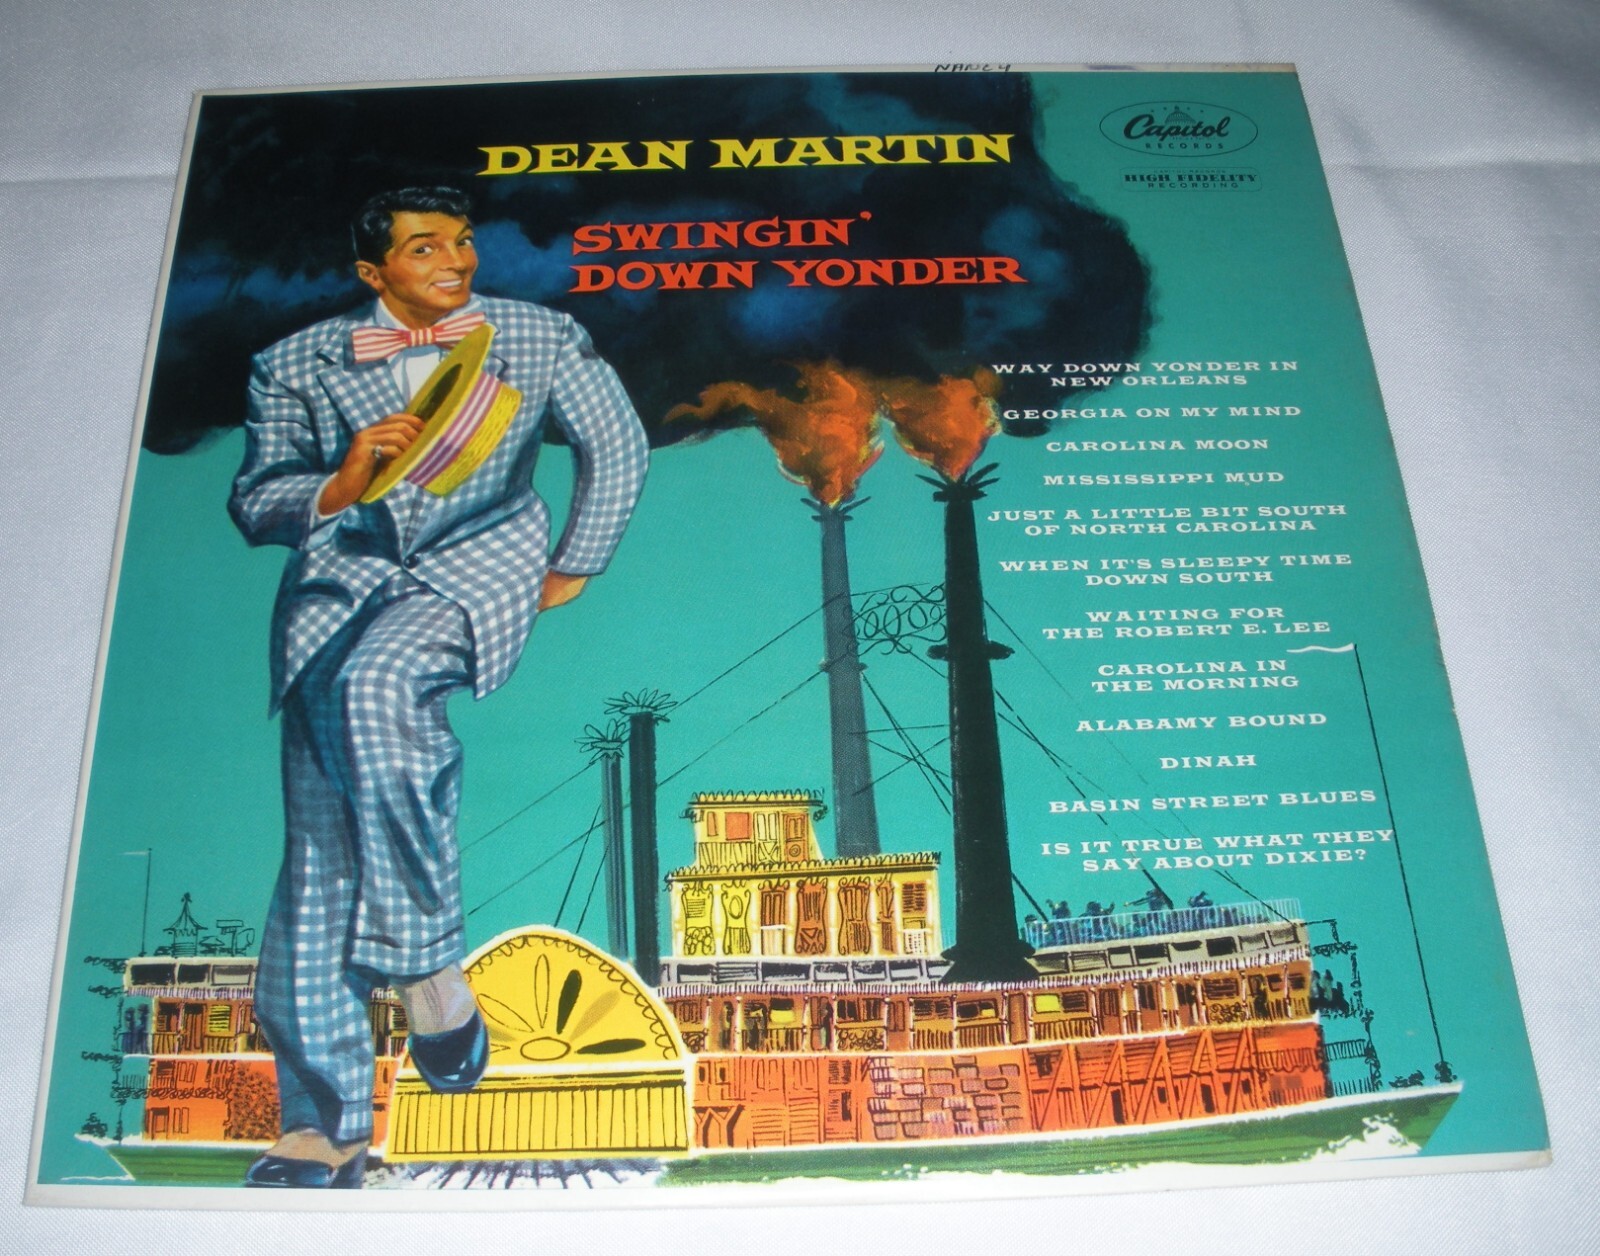 NANCY
DEAN MARTIN
SWINGIN'
DOWN YONDER
Capitol
RECORDS
HIGH FIDELITY
RECORDING
WAY DOWN YONDER IN
NEW ORLEANS
GEORGIA ON MY MIND
CAROLINA MOON
MISSISSIPPI MUD
JUST A LITTLE BIT SOUTH
OF NORTH CAROLINA
WHEN IT'S SLEEPY TIME
DOWN SOUTH
WAITING FOR
THE ROBERT E. LEE
CAROLINA IN
THE MORNING
ALABAMY BOUND
DINAH
BASIN STREET BLUES
IS IT TRUE WHAT THEY
SAY ABOUT DIXIE?